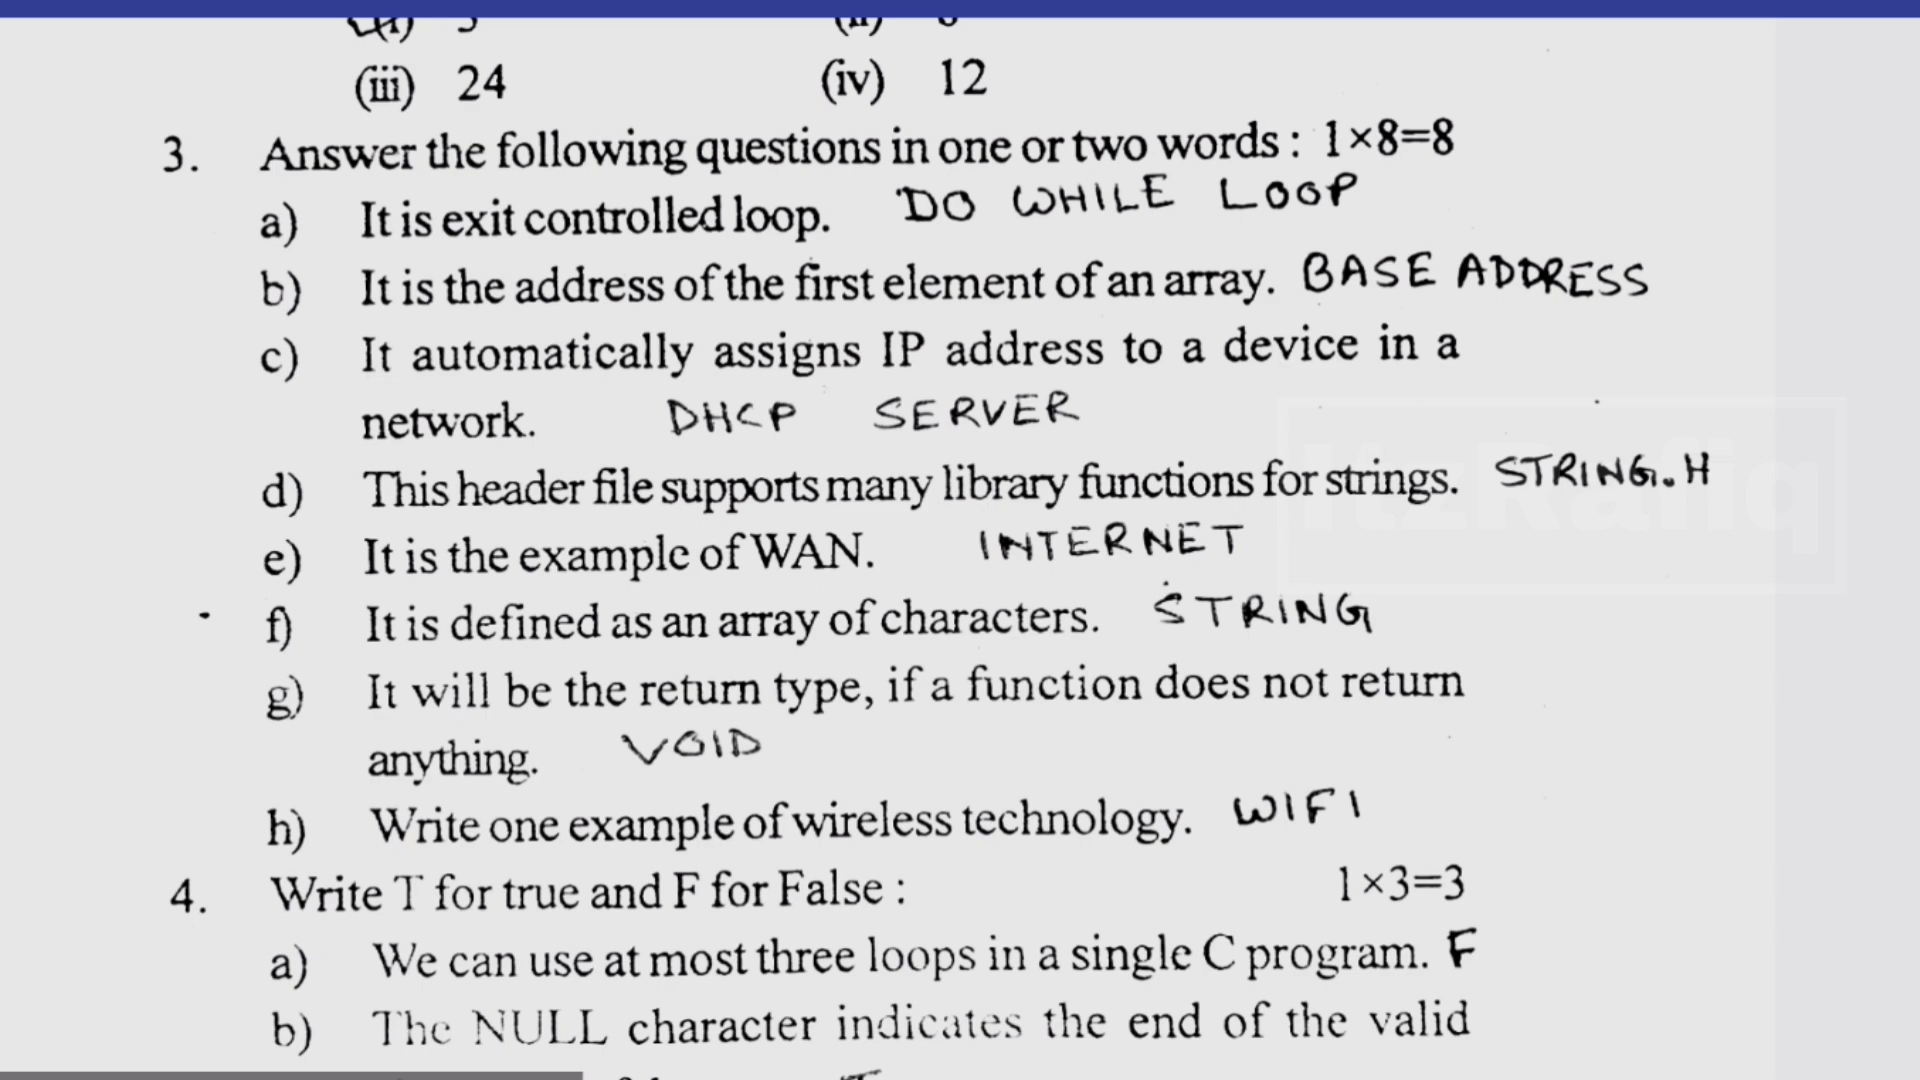 (iii) 24 (iv) 12
3. Answer the following questions in one or two words : 1×8=8
a) It is exit controlled loop. DO WHILE LOOP
b) It is the address of the first element of an array. BASE ADDRESS
c) It automatically assigns IP address to a device in a
network. DHCP SERVER
d) This header file supports many library functions for strings. STRING.H
e) It is the example of WAN. INTERNET
f) It is defined as an array of characters. STRING
g) It will be the return type, if a function does not return
anything. VOID
h) Write one example of wireless technology. WIFI
4. Write T for true and F for False : 1×3=3
a) We can use at most three loops in a single C program. F
b) The NULL character indicates the end of the valid
ItzRafiq